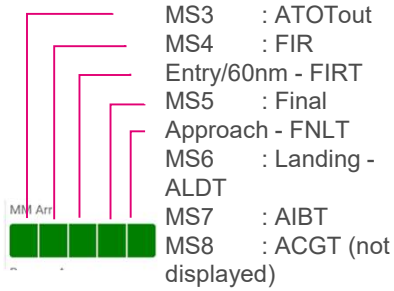 MS3 : ATOTout
MS4 : FIR
Entry/60nm - FIRT
MS5 : Final
Approach - FNLT
MS6 : Landing -
ALDT
MM Arr
MS7 : AIBT
MS8 : ACGT (not
displayed)